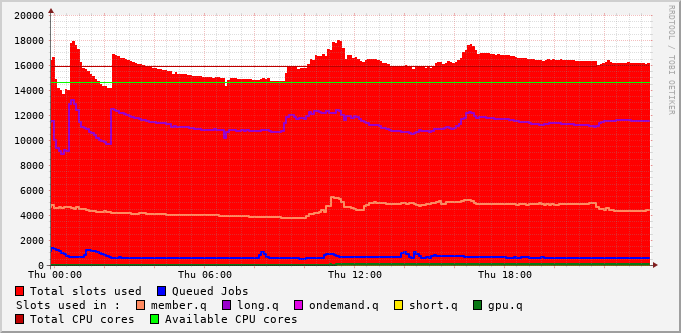 20000
18000
16000
14000
12000
10000
8000
6000
4000
2000
0
Thu 00:00 Thu 06:00 Thu 12:00 Thu 18:00
Total slots used Queued Jobs
Slots used in : member.q long.q ondemand.q short.q gpu.q
Total CPU cores Available CPU cores
RRDTOOL / TOBI OETIKER